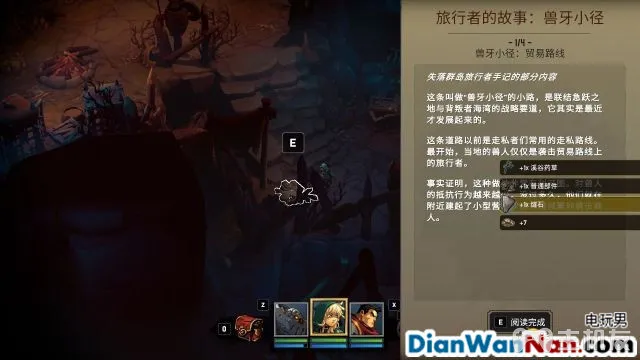 旅行者的故事：兽牙小径
- 1/4 -
兽牙小径：贸易路线
失落群岛旅行者手记的部分内容
这条叫做“兽牙小径”的小路，是联结急跃之
地与背叛者海湾的战略要道，它其实是最近
才发展起来的。
这条道路以前是走私者们常用的走私路线。
最开始，当地的兽人仅仅是袭击贸易路线上
的旅行者。
+1x 溪谷药草
事实证明，这种做
+1x 普通部件
的抵抗行为越来越
+1x 燧石
附近建起了小型营
人。
+7
E
Z
X
O
E 阅读完成
电玩男
DianWanNan.com